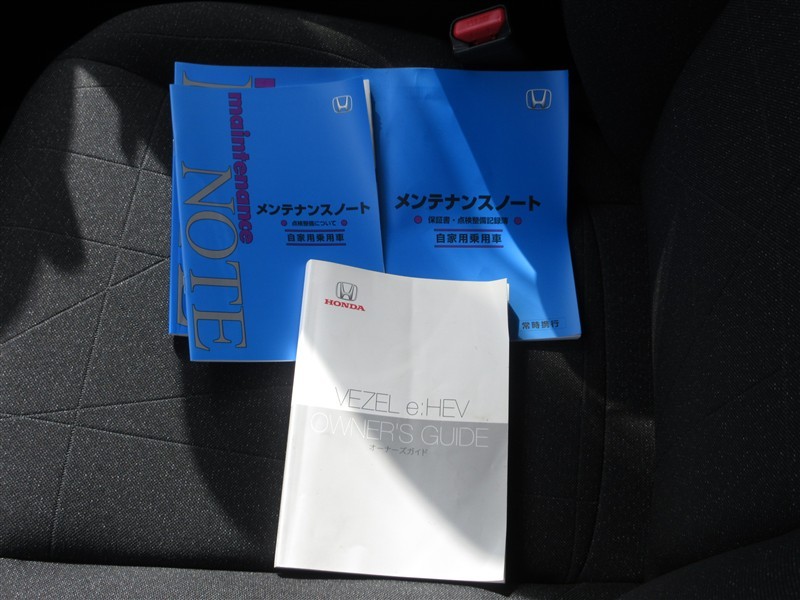 maintenance
NOTE
メンテナンスノート
点検整備について
自家用乗用車
メンテナンスノート
保証書・点検整備記録簿
自家用乗用車
常時携行
HONDA
VEZEL e:HEV
OWNER'S GUIDE
オーナーズガイド